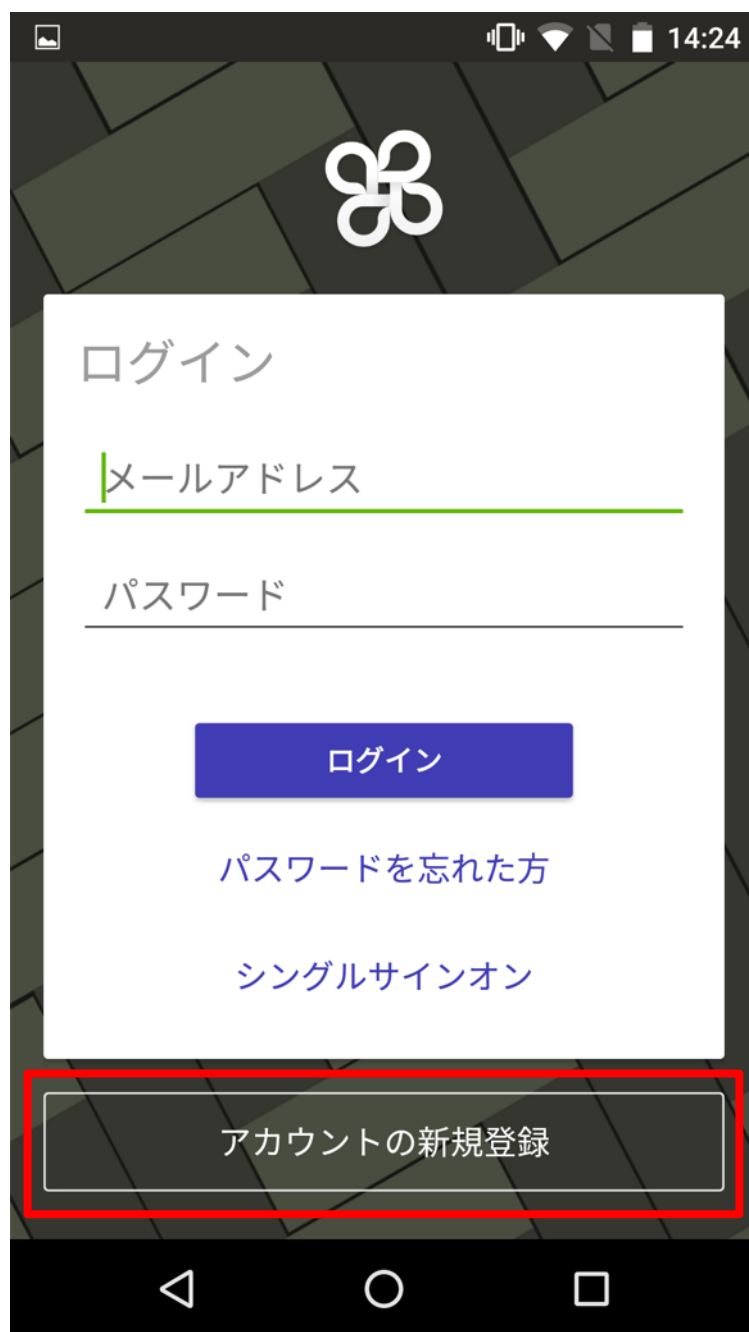 14:24
ログイン
メールアドレス
パスワード
ログイン
パスワードを忘れた方
シングルサインオン
アカウントの新規登録